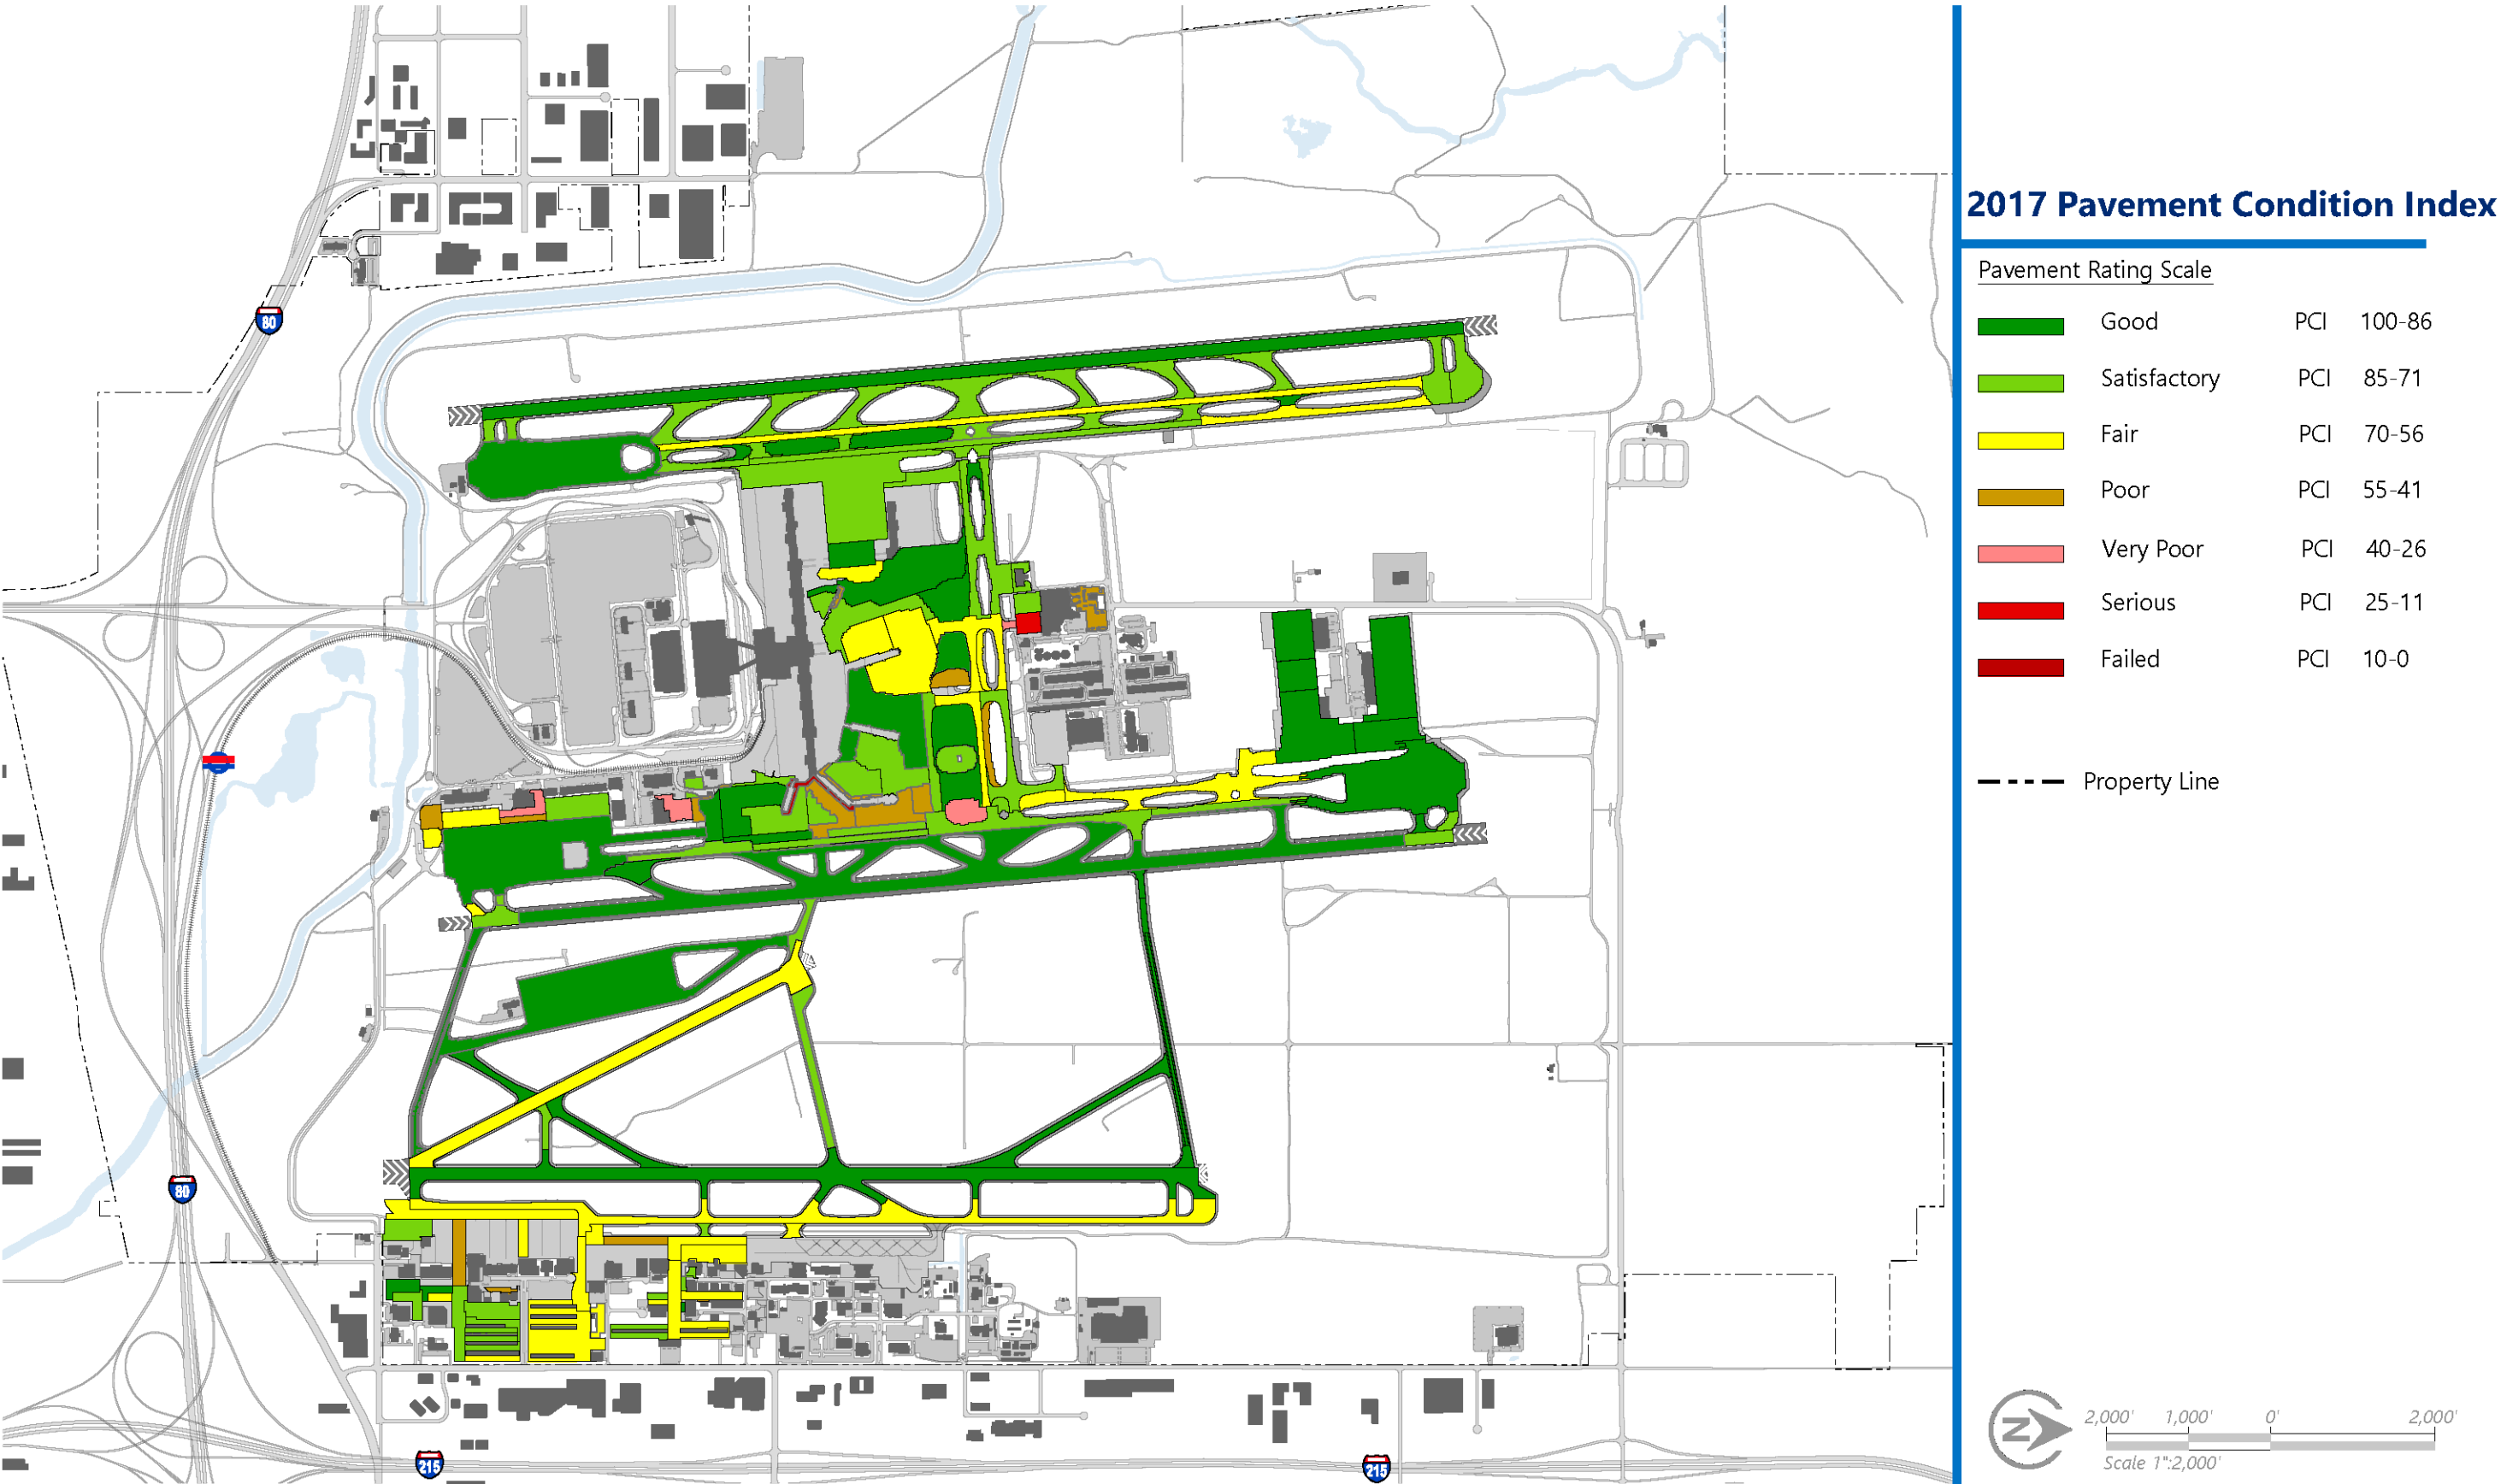 2017 Pavement Condition Index
Pavement Rating Scale
Good PCI 100-86
Satisfactory PCI 85-71
Fair PCI 70-56
Poor PCI 55-41
Very Poor PCI 40-26
Serious PCI 25-11
Failed PCI 10-0
Property Line
80
80
215
215
N
2,000' 1,000' 0' 2,000'
Scale 1":2,000'